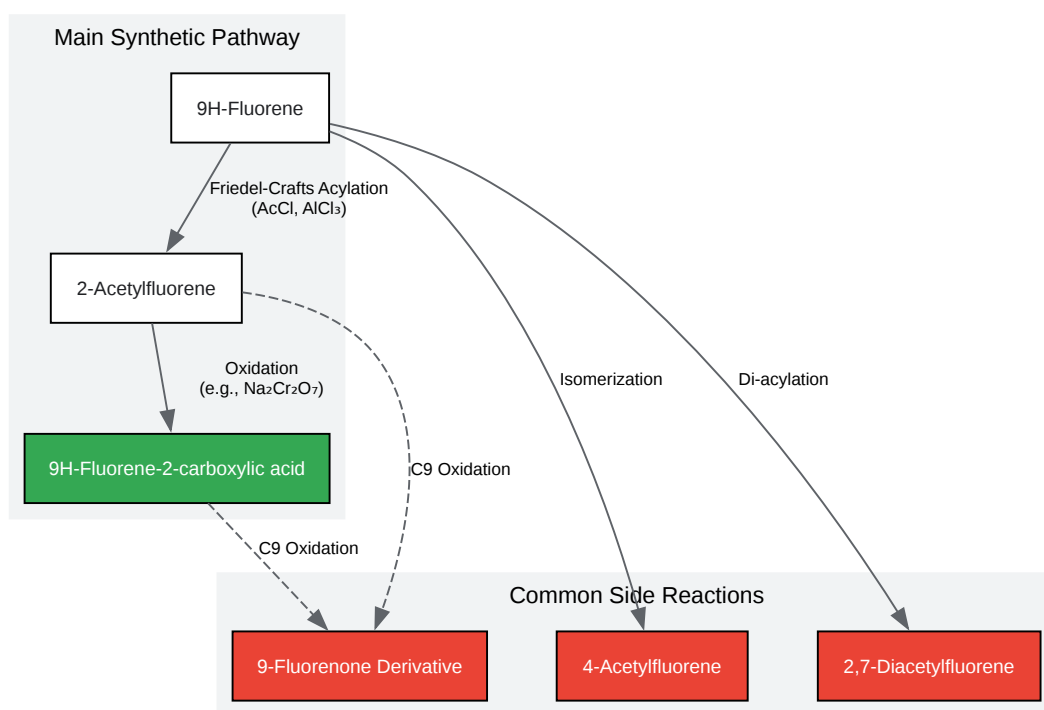 Main Synthetic Pathway
9H-Fluorene
Friedel-Crafts Acylation
(AcCl, AlCl₃)
2-Acetylfluorene
Oxidation
(e.g., Na₂Cr₂O₇)
Isomerization
Di-acylation
9H-Fluorene-2-carboxylic acid
C9 Oxidation
C9 Oxidation
Common Side Reactions
9-Fluorenone Derivative
4-Acetylfluorene
2,7-Diacetylfluorene